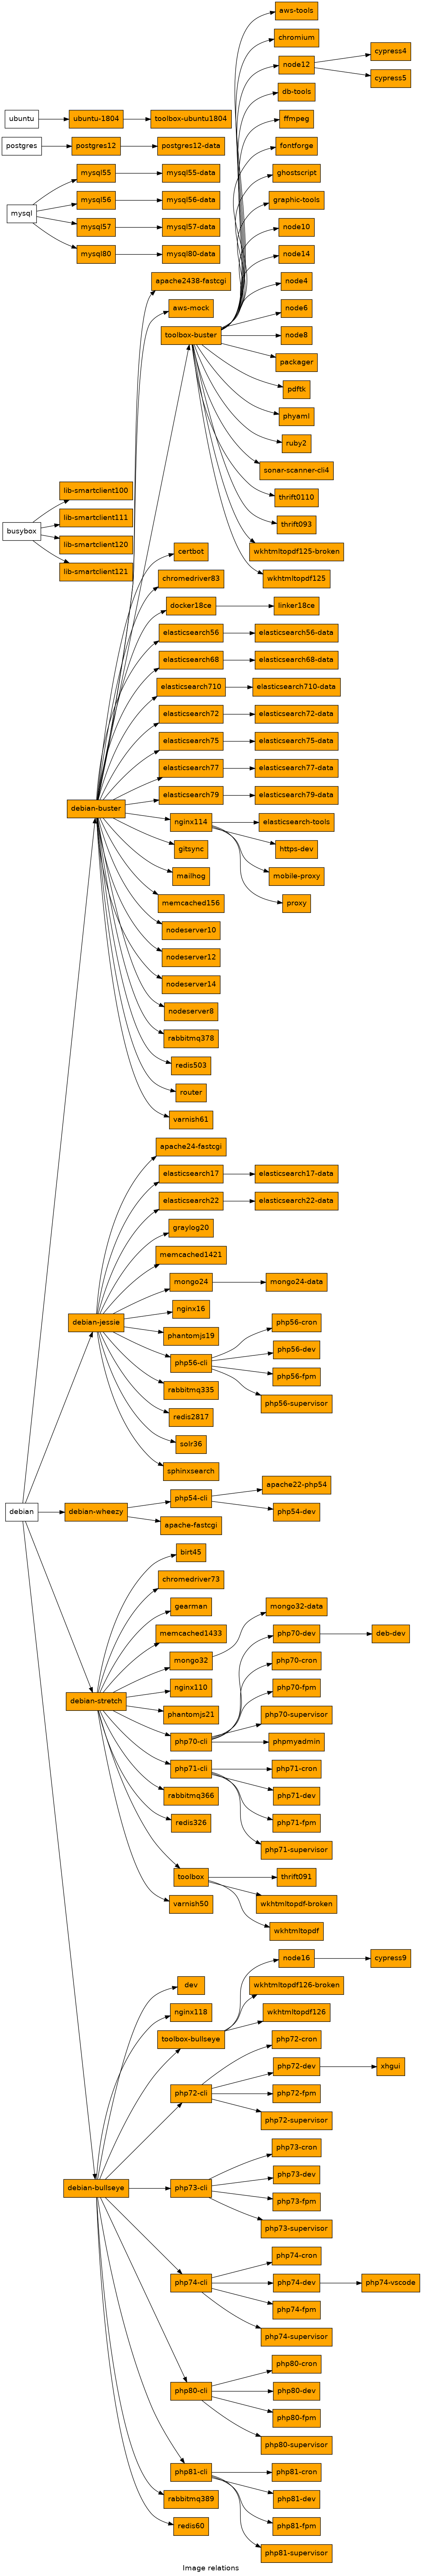 aws-tools
chromium
cypress4
node12
cypress5
db-tools
ubuntu
ubuntu-1804
toolbox-ubuntu1804
ffmpeg
postgres
postgres12
postgres12-data
fontforge
mysql55
mysql55-data
ghostscript
mysql56
mysql56-data
graphic-tools
mysql
mysql57
mysql57-data
node10
mysql80
mysql80-data
node14
apache2438-fastcgi
node4
aws-mock
node6
toolbox-buster
node8
packager
pdftk
phyaml
ruby2
sonar-scanner-cli4
lib-smartclient100
thrift0110
lib-smartclient111
thrift093
busybox
lib-smartclient120
certbot
wkhtmltopdf125-broken
lib-smartclient121
chromedriver83
wkhtmltopdf125
docker18ce
linker18ce
elasticsearch56
elasticsearch56-data
elasticsearch68
elasticsearch68-data
elasticsearch710
elasticsearch710-data
elasticsearch72
elasticsearch72-data
elasticsearch75
elasticsearch75-data
elasticsearch77
elasticsearch77-data
elasticsearch79
elasticsearch79-data
debian-buster
nginx114
elasticsearch-tools
gitsync
https-dev
mailhog
mobile-proxy
memcached156
proxy
nodeserver10
nodeserver12
nodeserver14
nodeserver8
rabbitmq378
redis503
router
varnish61
apache24-fastcgi
elasticsearch17
elasticsearch17-data
elasticsearch22
elasticsearch22-data
graylog20
memcached1421
mongo24
mongo24-data
nginx16
debian-jessie
php56-cron
phantomjs19
php56-dev
php56-cli
php56-fpm
rabbitmq335
php56-supervisor
redis2817
solr36
sphinxsearch
apache22-php54
php54-cli
debian
debian-wheezy
php54-dev
apache-fastcgi
birt45
chromedriver73
gearman
mongo32-data
memcached1433
php70-dev
deb-dev
mongo32
php70-cron
nginx110
php70-fpm
debian-stretch
phantomjs21
php70-supervisor
php70-cli
phpmyadmin
php71-cli
php71-cron
rabbitmq366
php71-dev
redis326
php71-fpm
php71-supervisor
toolbox
thrift091
varnish50
wkhtmltopdf-broken
wkhtmltopdf
node16
cypress9
dev
wkhtmltopdf126-broken
nginx118
wkhtmltopdf126
toolbox-bullseye
php72-cron
php72-dev
xhgui
php72-cli
php72-fpm
php72-supervisor
php73-cron
php73-dev
debian-bullseye
php73-cli
php73-fpm
php73-supervisor
php74-cron
php74-cli
php74-dev
php74-vscode
php74-fpm
php74-supervisor
php80-cron
php80-cli
php80-dev
php80-fpm
php80-supervisor
php81-cli
php81-cron
rabbitmq389
php81-dev
redis60
php81-fpm
php81-supervisor
Image relations